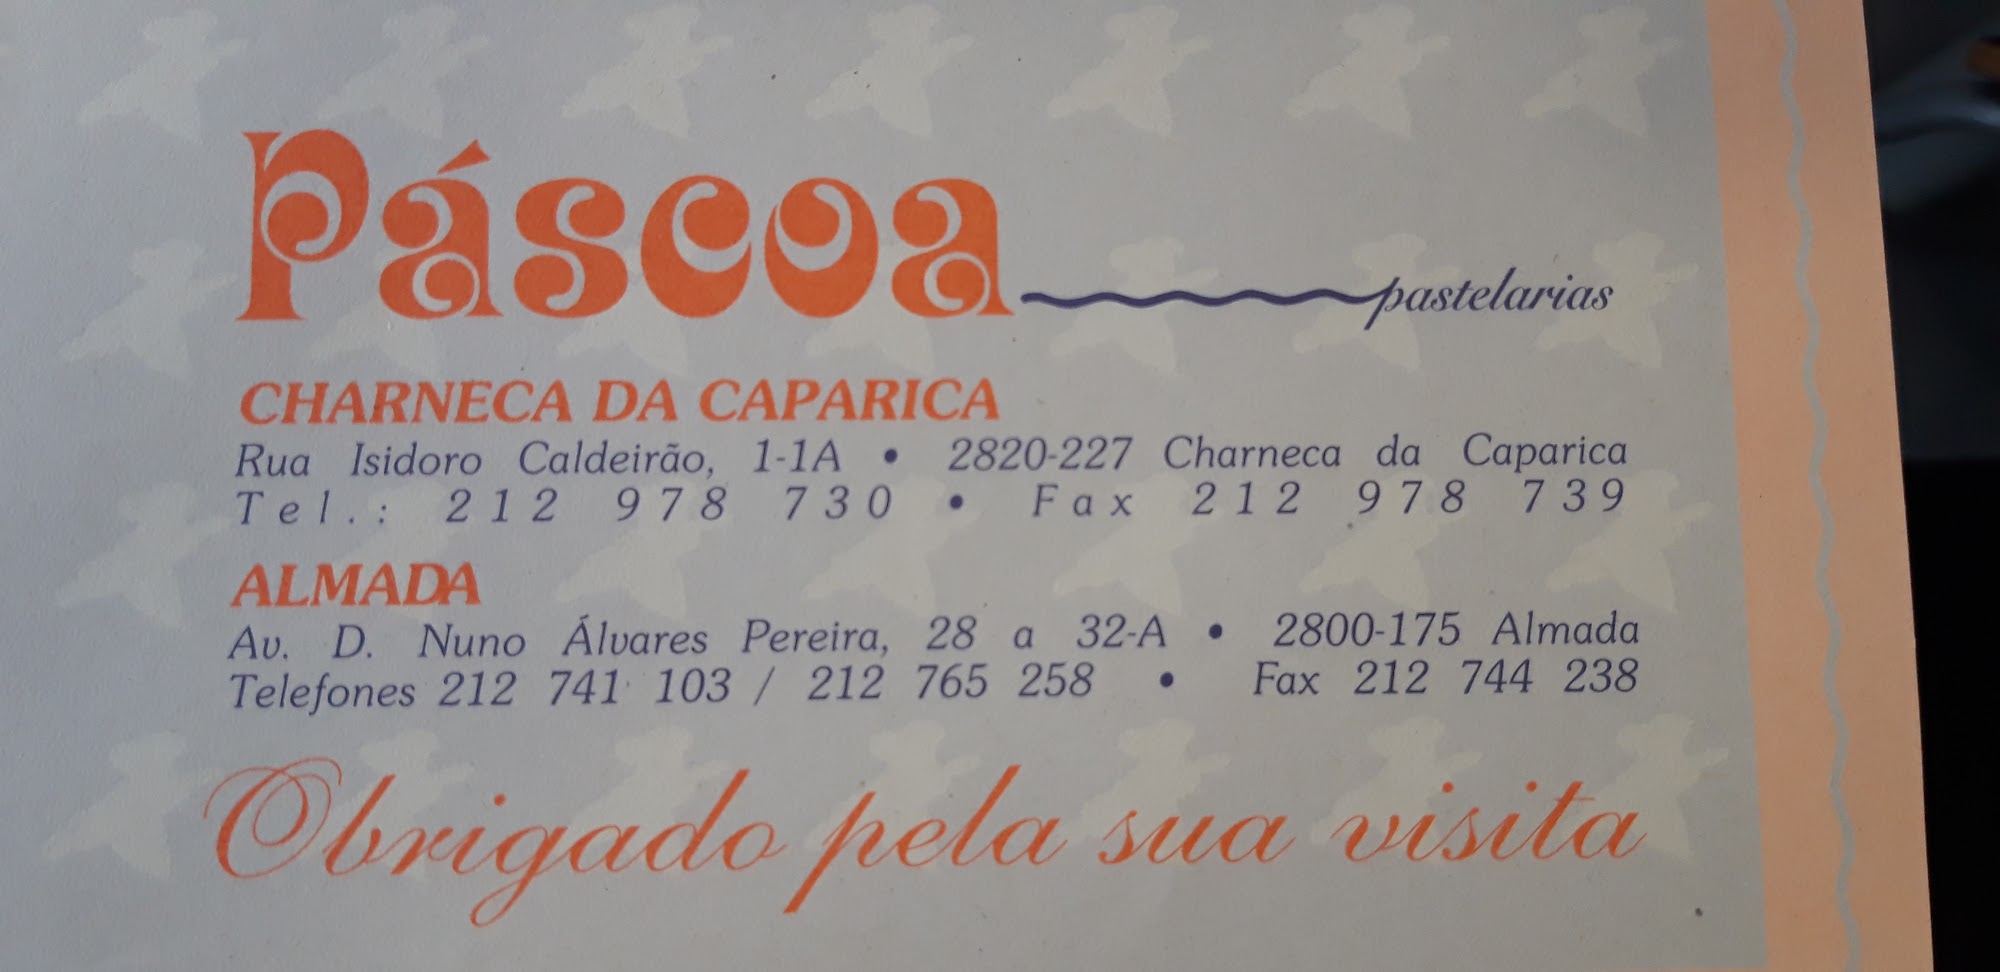 Páscoa pastelarias
CHARNECA DA CAPARICA
Rua Isidoro Caldeirão, 1-1A • 2820-227 Charneca da Caparica
Tel.: 212 978 730 • Fax 212 978 739
ALMADA
Av. D. Nuno Álvares Pereira, 28 a 32-A • 2800-175 Almada
Telefones 212 741 103 / 212 765 258 • Fax 212 744 238
Obrigado pela sua visita